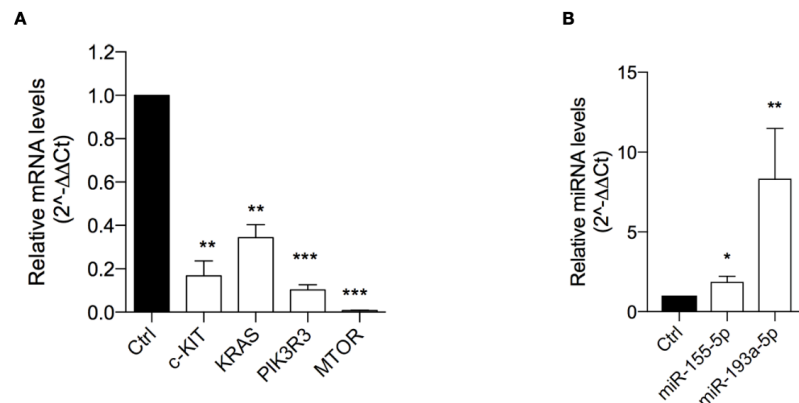 A
Relative mRNA levels
(2^-ΔΔCt)
1.2
1.0
0.8
0.6
0.4
0.2
0.0
**
**
***
***
Ctrl
c-KIT
KRAS
PIK3R3
MTOR
B
Relative miRNA levels
(2^-ΔΔCt)
15
10
5
0
*
**
Ctrl
miR-155-5p
miR-193a-5p